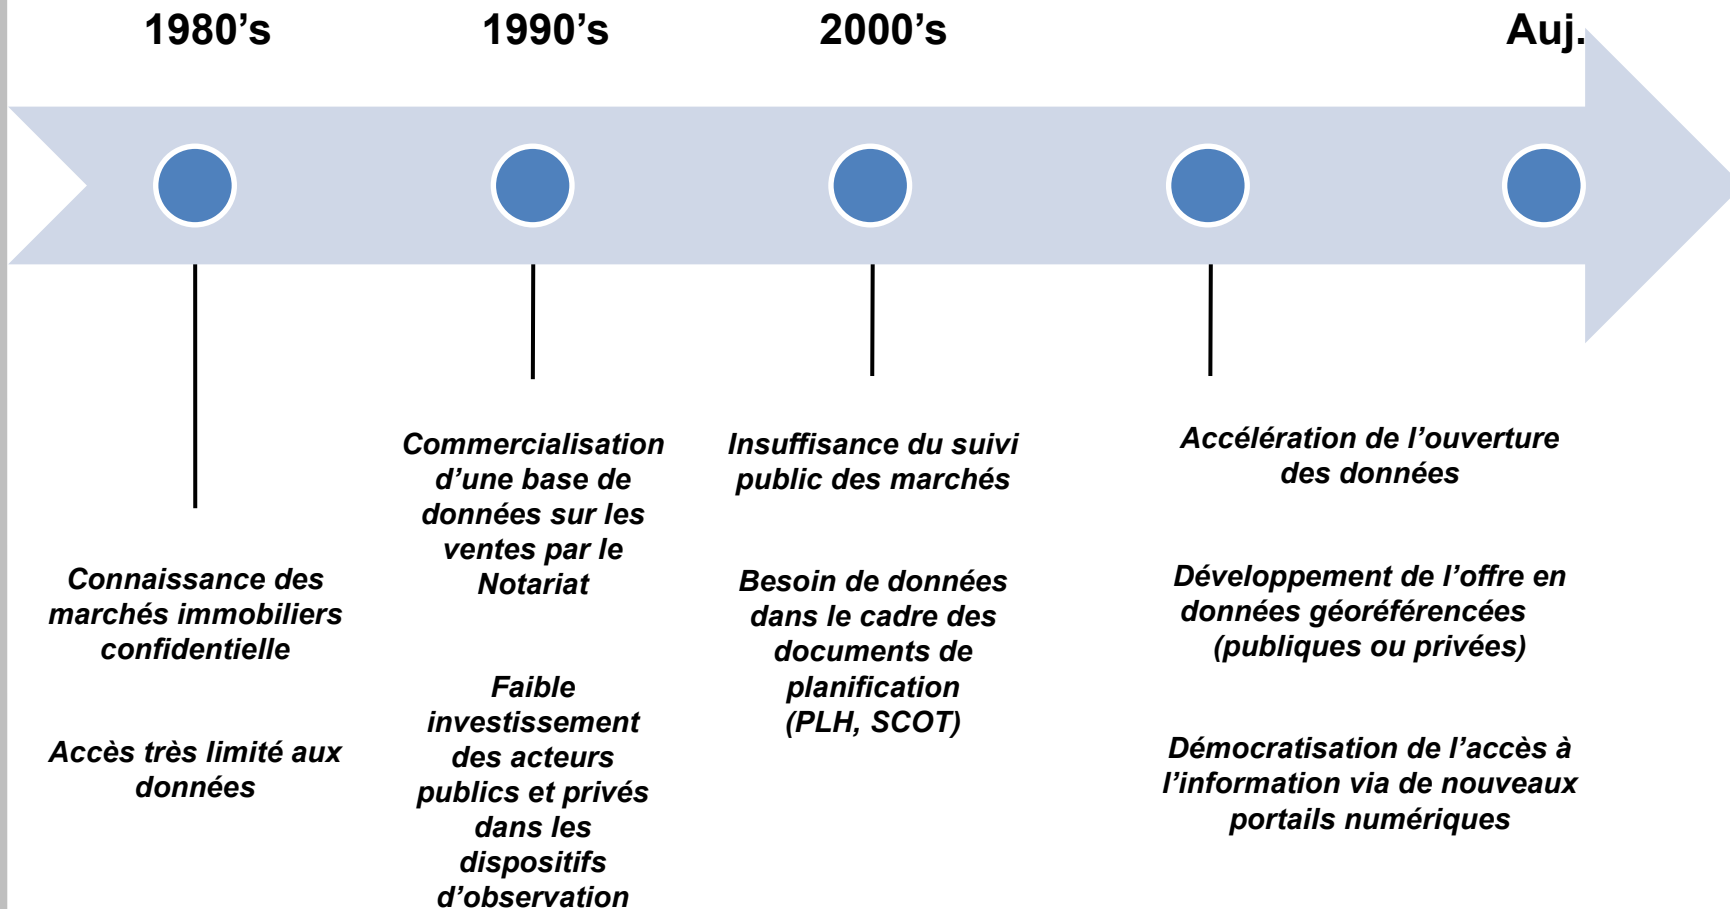 1980’s
1990’s
2000’s
Auj.
Connaissance des
marchés immobiliers
confidentielle
Accès très limité aux
données
Commercialisation
d’une base de
données sur les
ventes par le
Notariat
Faible
investissement
des acteurs
publics et privés
dans les
dispositifs
d’observation
Insuffisance du suivi
public des marchés
Besoin de données
dans le cadre des
documents de
planification
(PLH, SCOT)
Accélération de l’ouverture
des données
Développement de l’offre en
données géoréférencées
(publiques ou privées)
Démocratisation de l’accès à
l’information via de nouveaux
portails numériques